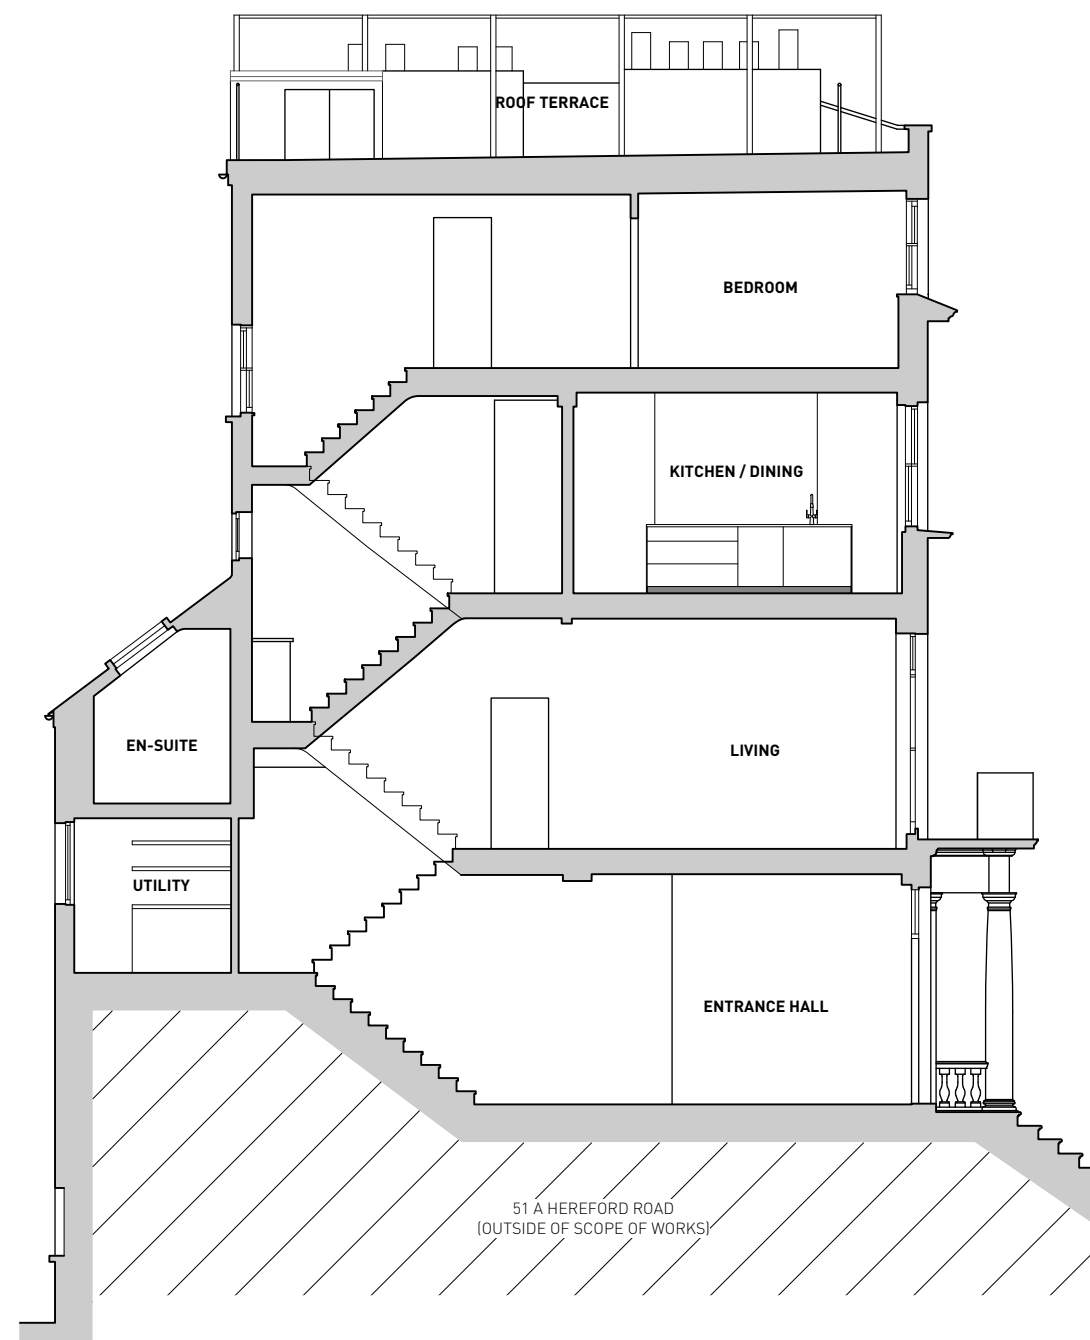 ROOF TERRACE
BEDROOM
KITCHEN / DINING
EN-SUITE
LIVING
UTILITY
ENTRANCE HALL
51 A HEREFORD ROAD
(OUTSIDE OF SCOPE OF WORKS)